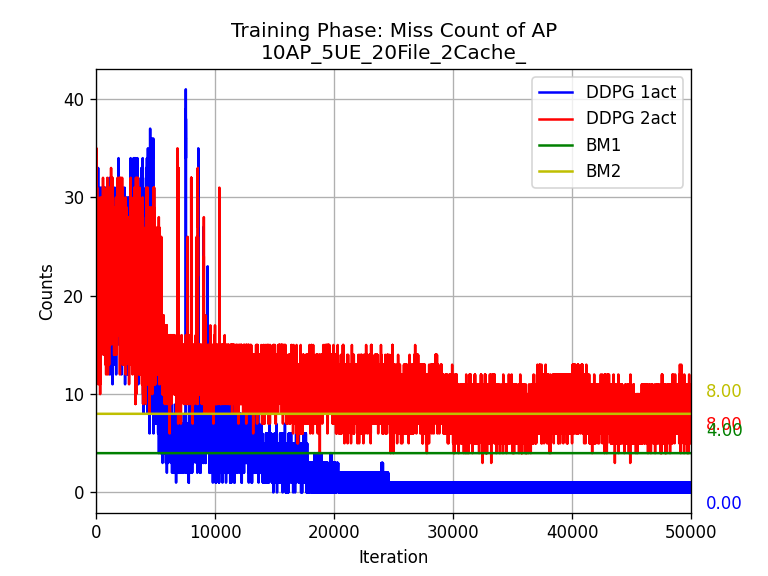 Training Phase: Miss Count of AP
10AP_5UE_20File_2Cache_
DDPG 1act
DDPG 2act
BM1
BM2
Counts
40
30
20
10
0
8.00
8.00
4.00
0.00
0
10000
20000
30000
40000
50000
Iteration